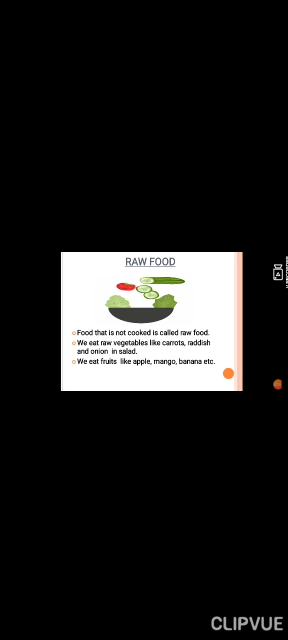 RAW FOOD
Food that is not cooked is called raw food.
We eat raw vegetables like carrots, raddish
and onion in salad.
We eat fruits like apple, mango, banana etc.
CLIPVUE